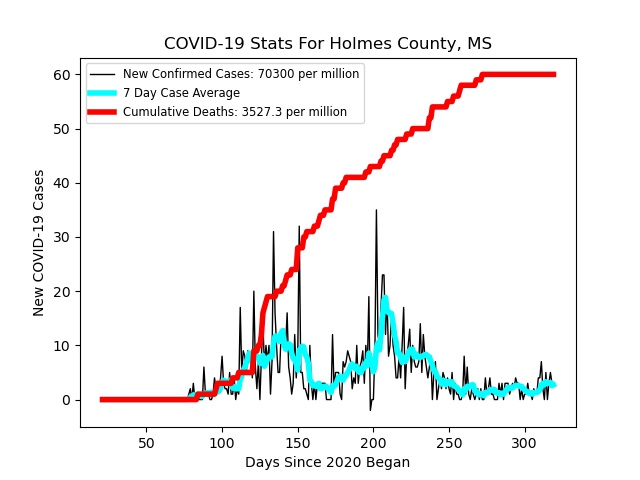 COVID-19 Stats For Holmes County, MS
New Confirmed Cases: 70300 per million
7 Day Case Average
Cumulative Deaths: 3527.3 per million
New COVID-19 Cases
60
50
40
30
20
10
0
50 100 150 200 250 300
Days Since 2020 Began